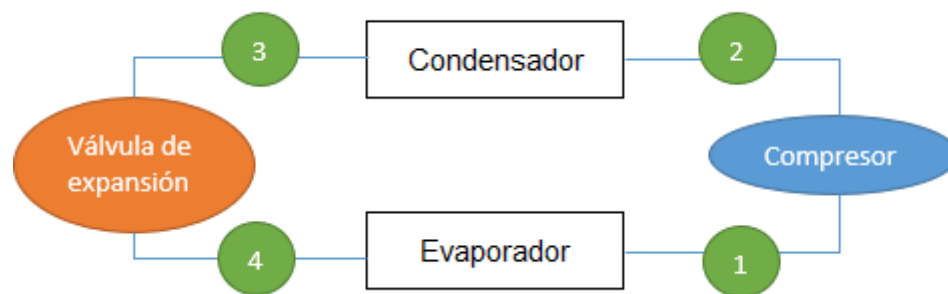 3
Condensador
2
Válvula de
expansión
Compresor
4
Evaporador
1